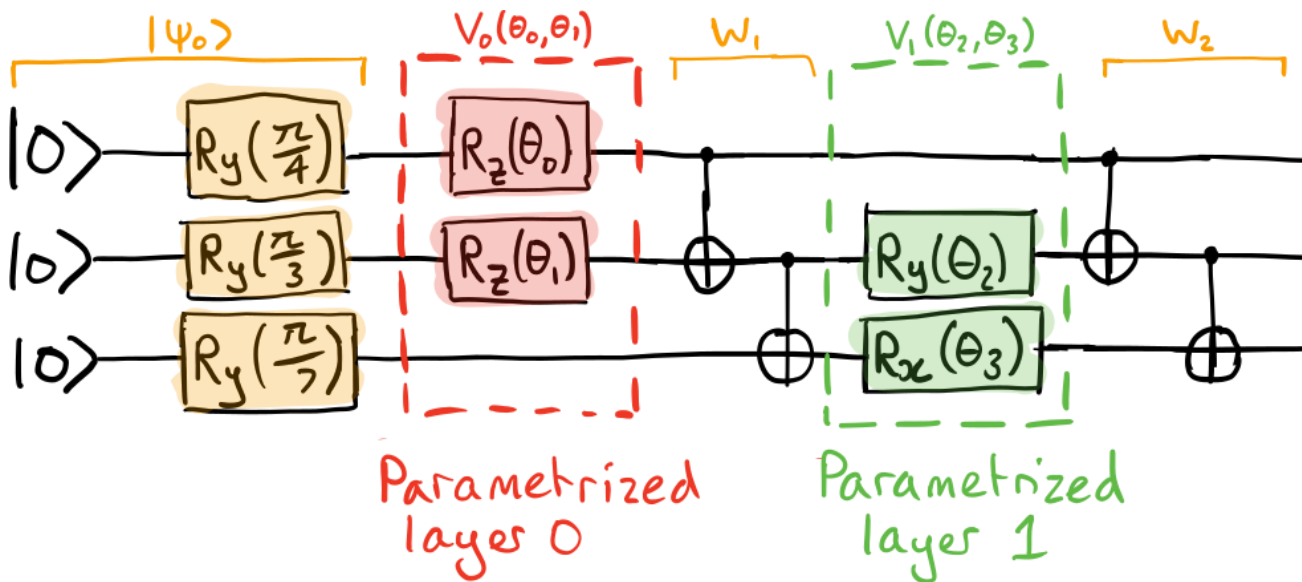 |ψ₀⟩ V₀(θ₀,θ₁) W₁ V₁(θ₂,θ₃) W₂
|0⟩ Ry(π/4) Rz(θ₀)
|0⟩ Ry(π/3) Rz(θ₁) Ry(θ₂)
|0⟩ Ry(π/7) Rx(θ₃)
Parametrized Parametrized
layer 0 layer 1